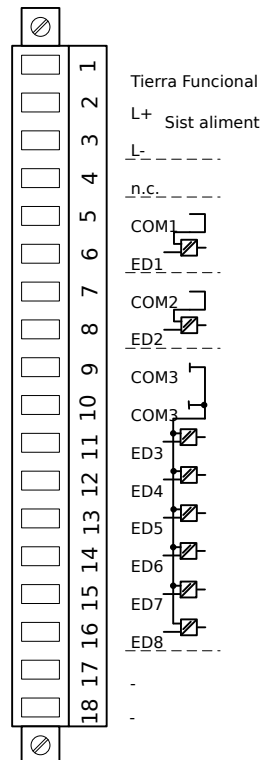 1
Tierra Funcional
2
L+ Sist aliment
3
L-
4
n.c.
5
COM1
6
ED1
7
COM2
8
ED2
9
COM3
10
COM3
11
ED3
12
ED4
13
ED5
14
ED6
15
ED7
16
ED8
17
-
18
-